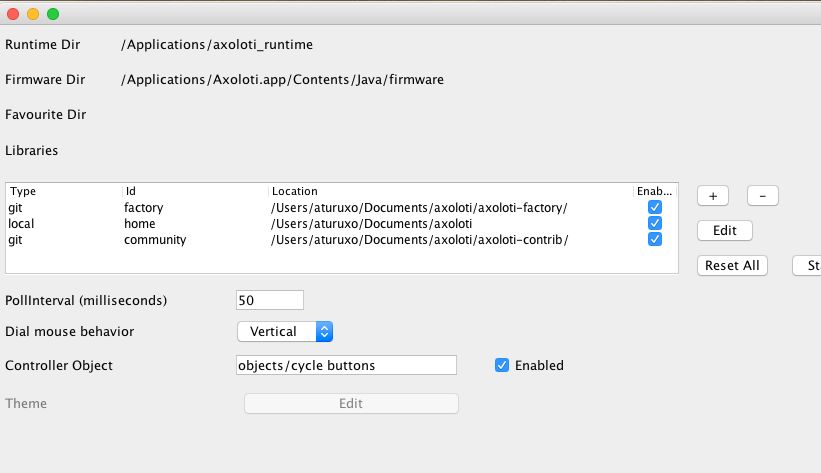 Runtime Dir /Applications/axoloti_runtime
Firmware Dir /Applications/Axoloti.app/Contents/Java/firmware
Favourite Dir
Libraries
Type Id Location Enab...
git factory /Users/aturuxo/Documents/axoloti/axoloti-factory/
local home /Users/aturuxo/Documents/axoloti
git community /Users/aturuxo/Documents/axoloti/axoloti-contrib/
+ -
Edit
Reset All St
PollInterval (milliseconds) 50
Dial mouse behavior Vertical
Controller Object objects/cycle buttons Enabled
Theme Edit